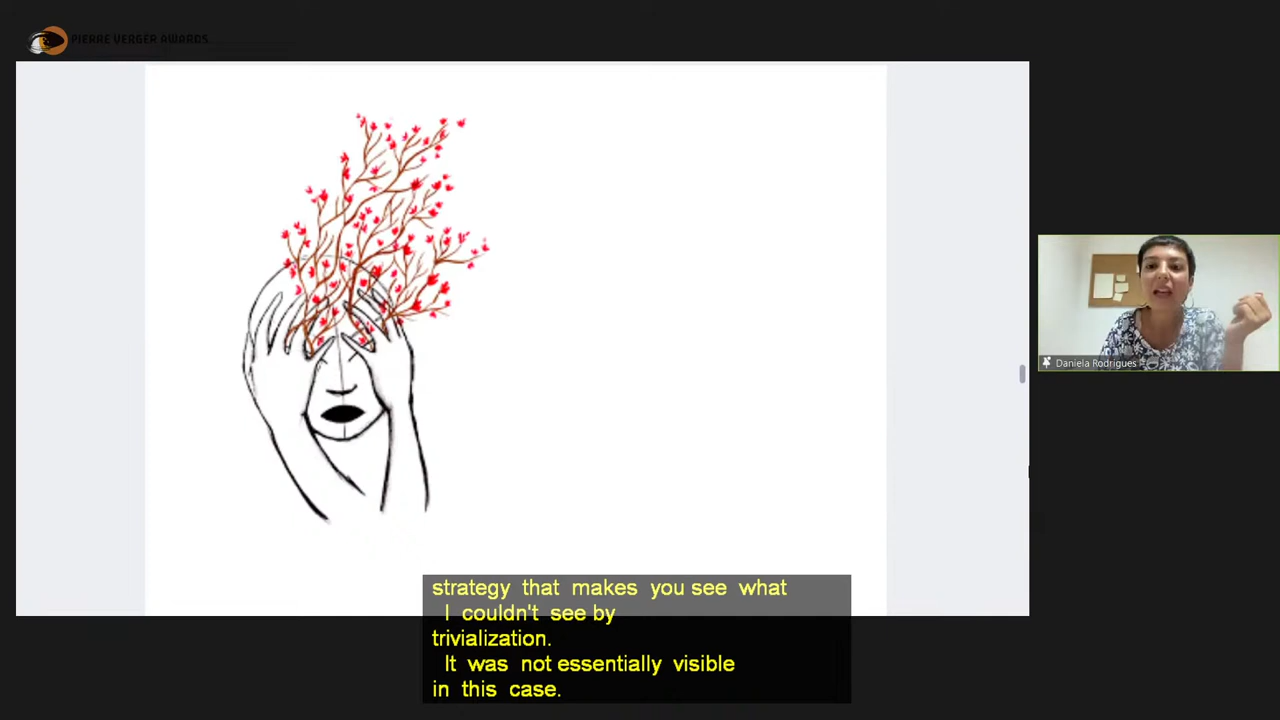 PIERRE VERGER AWARDS
Daniela Rodrigues
strategy that makes you see what
I couldn't see by
trivialization.
It was not essentially visible
in this case.